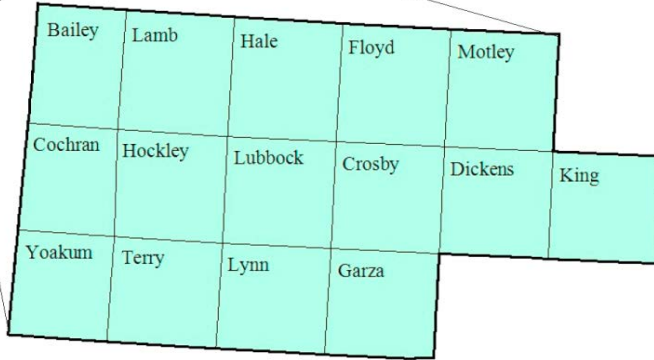 Bailey Lamb Hale Floyd Motley
Cochran Hockley Lubbock Crosby Dickens King
Yoakum Terry Lynn Garza